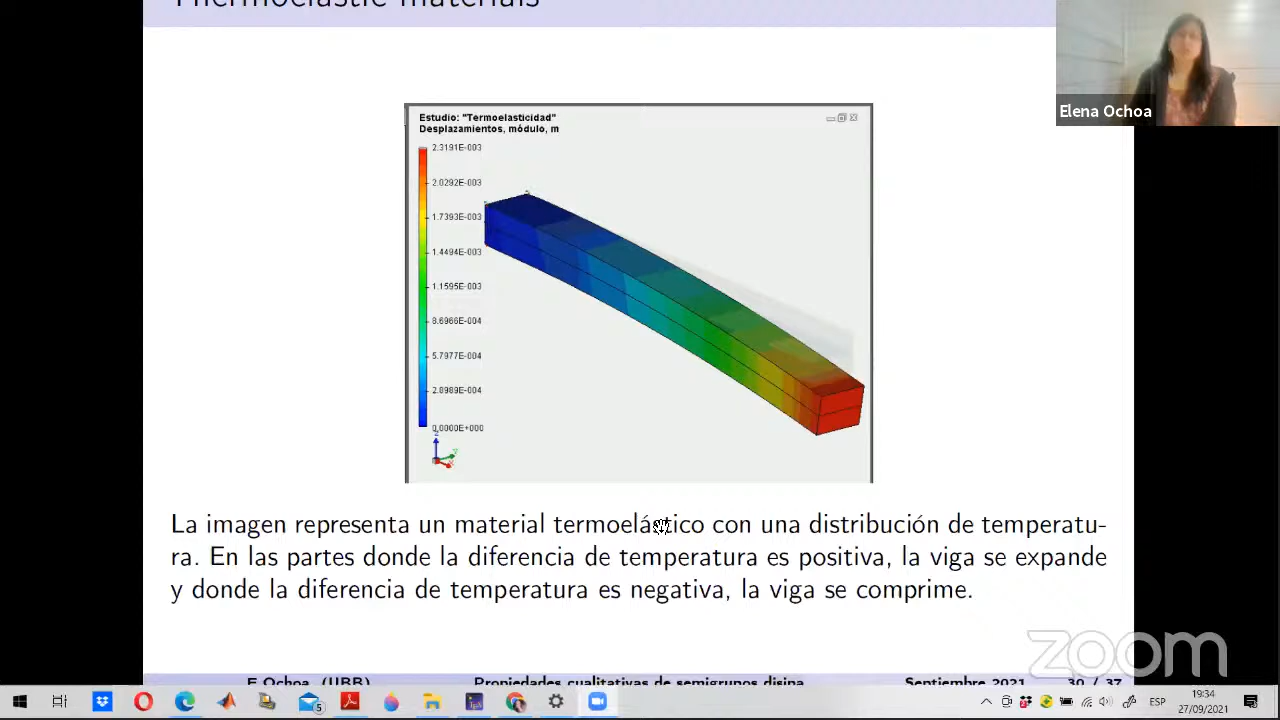 Thermoelastic materials
Elena Ochoa
Estudio: "Termoelasticidad"
Desplazamientos, módulo, m
2.3191E-003
2.0292E-003
1.7393E-003
1.4494E-003
1.1595E-003
8.6966E-004
5.7977E-004
2.8989E-004
0.0000E+000
La imagen representa un material termoelástico con una distribución de temperatu-
ra. En las partes donde la diferencia de temperatura es positiva, la viga se expande
y donde la diferencia de temperatura es negativa, la viga se comprime.
zoom
E.Ochoa (UBB) Propiedades cualitativas de semigrupos disipa Septiembre 2021 30 / 37
5
ESP
19:34
27/09/2021